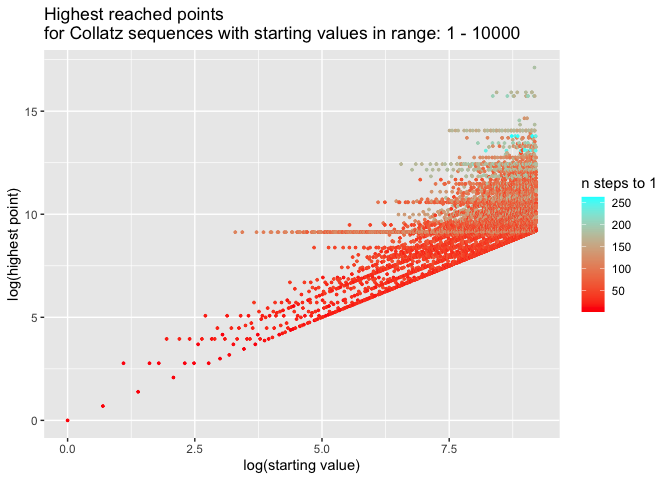 Highest reached points
for Collatz sequences with starting values in range: 1 - 10000
log(highest point)
15
10
5
0
0.0
2.5
5.0
7.5
log(starting value)
n steps to 1
250
200
150
100
50